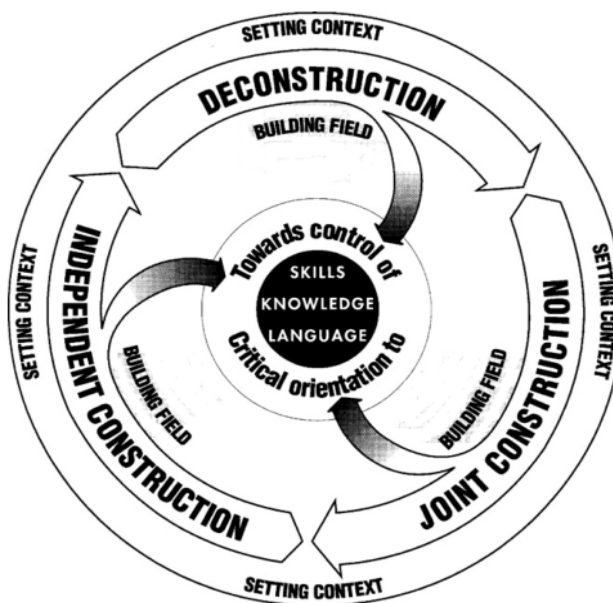 SETTING CONTEXT
DECONSTRUCTION
BUILDING FIELD
Towards control of
SKILLS
KNOWLEDGE
LANGUAGE
Critical orientation to
SETTING CONTEXT
INDEPENDENT CONSTRUCTION
BUILDING FIELD
BUILDING FIELD
JOINT CONSTRUCTION
SETTING CONTEXT
SETTING CONTEXT